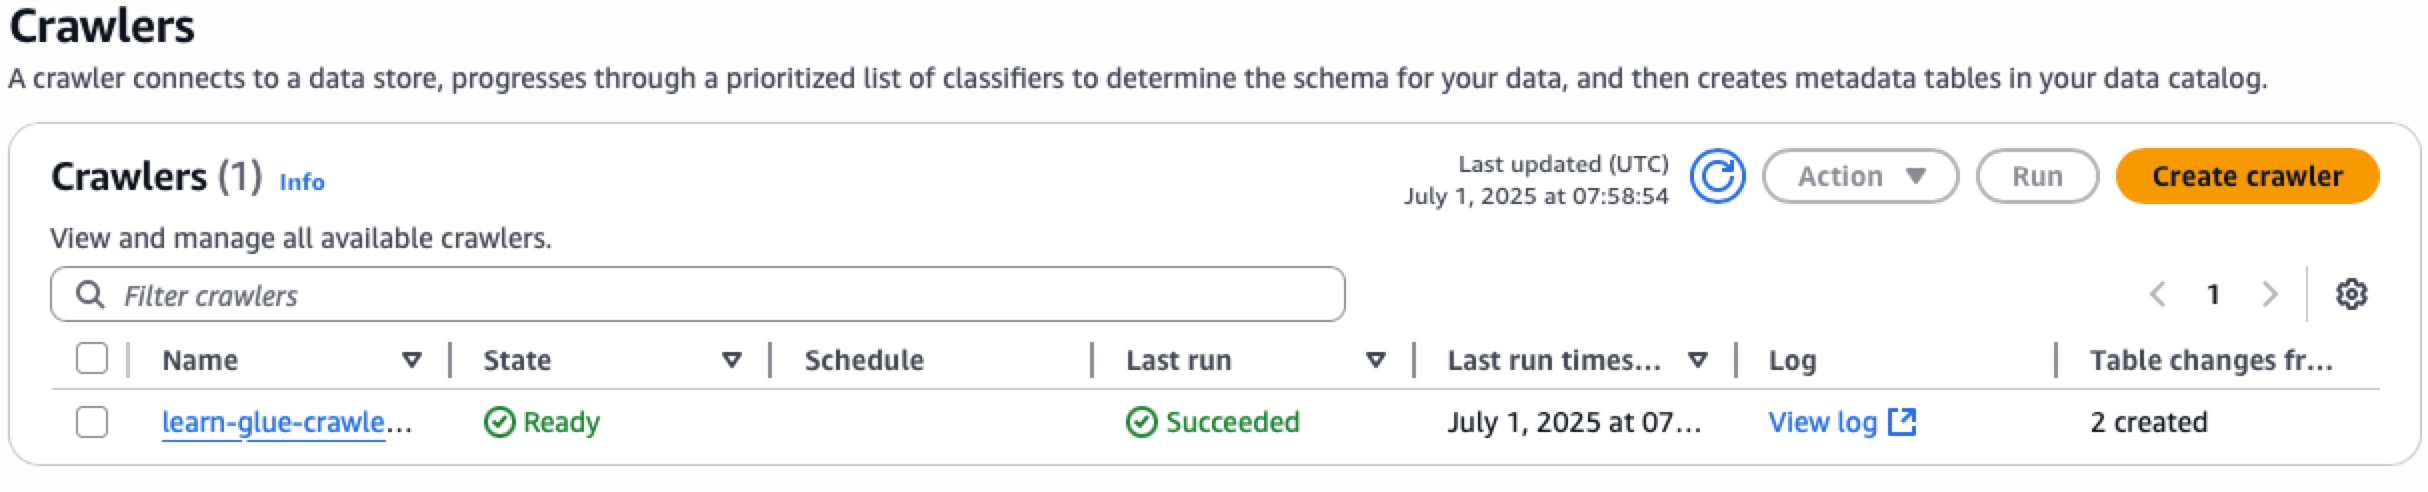 Crawlers
A crawler connects to a data store, progresses through a prioritized list of classifiers to determine the schema for your data, and then creates metadata tables in your data catalog.
Crawlers (1) Info
Last updated (UTC)
July 1, 2025 at 07:58:54
Action
Run
Create crawler
View and manage all available crawlers.
Filter crawlers
1
Name State Schedule Last run Last run times... Log Table changes fr...
learn-glue-crawle... Ready Succeeded July 1, 2025 at 07... View log 2 created